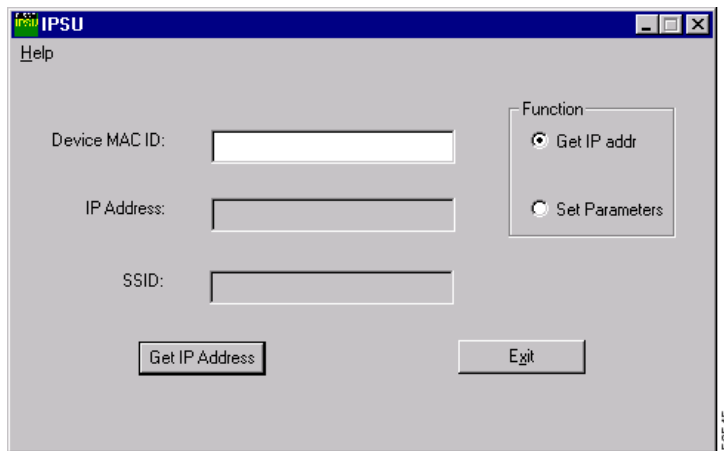 IPSU
Help
Function
Device MAC ID:
Get IP addr
IP Address:
Set Parameters
SSID:
Get IP Address
Exit